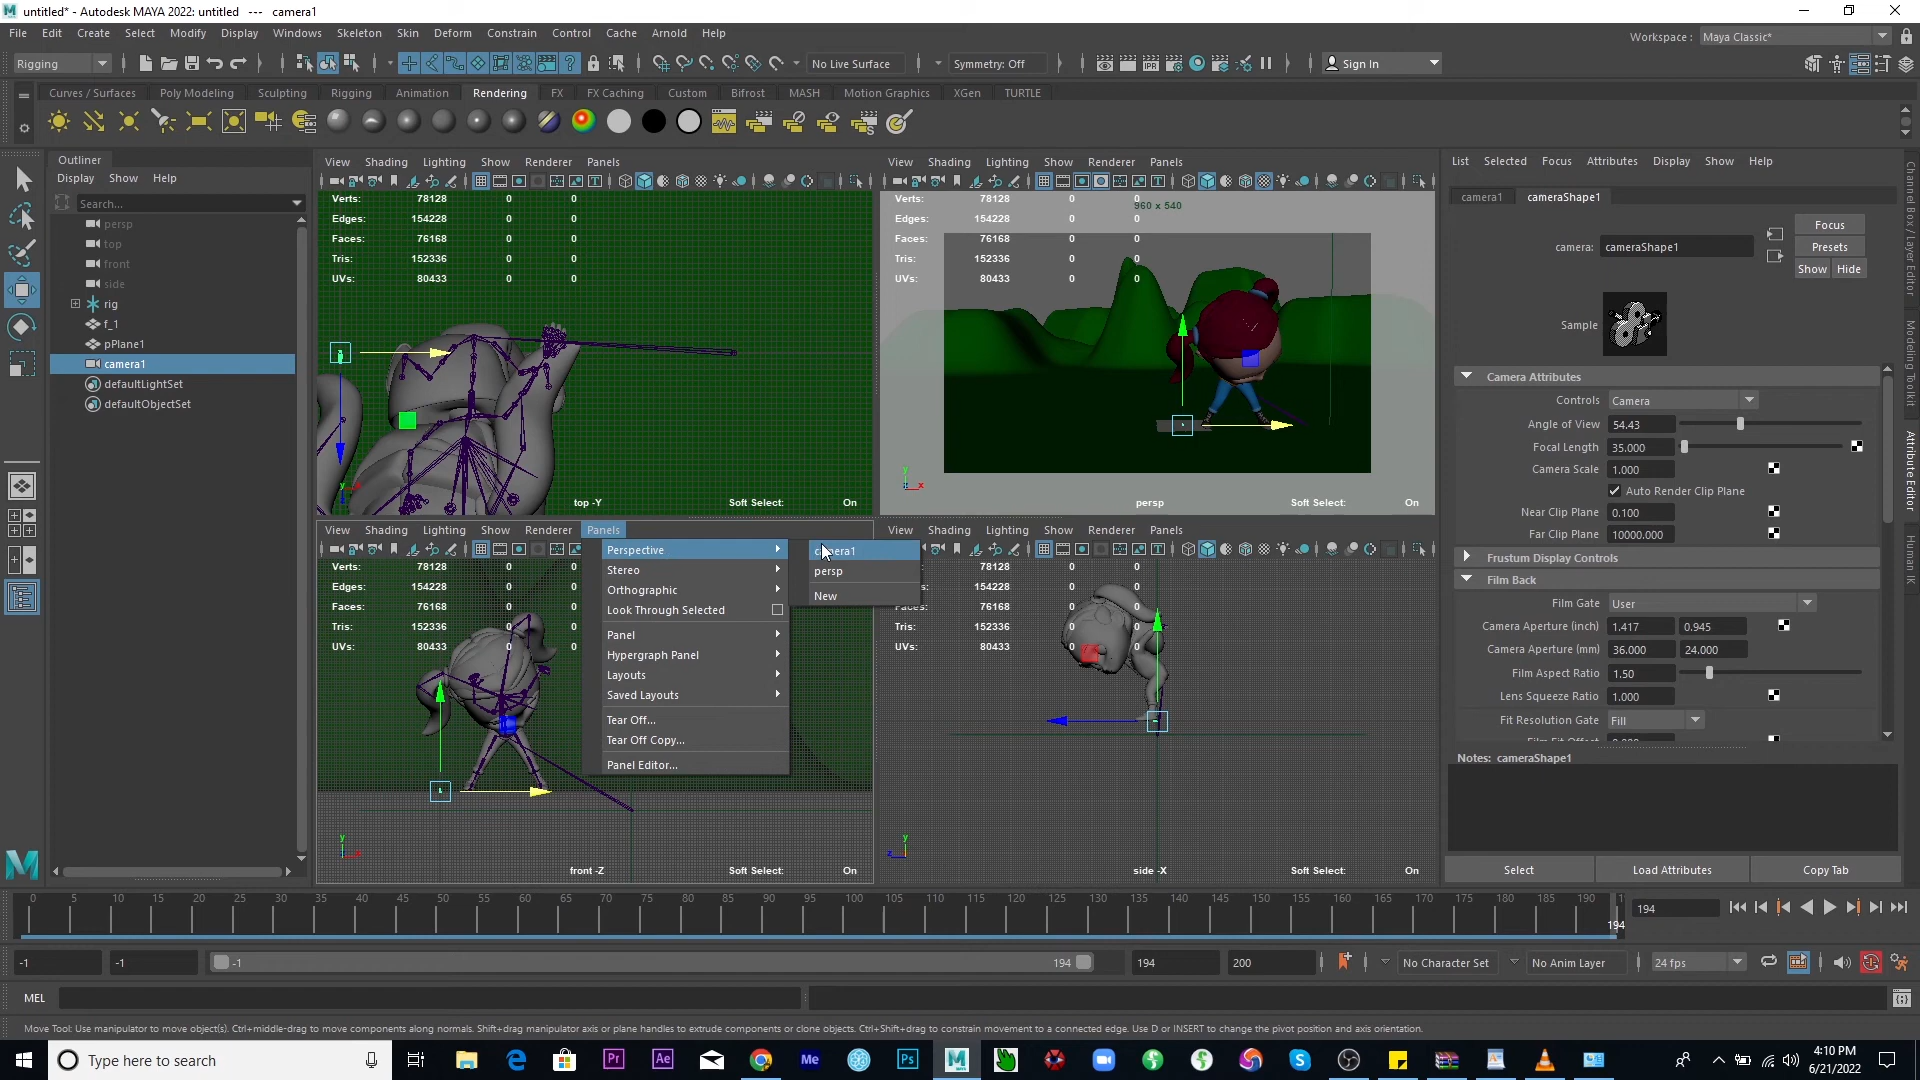 untitled* - Autodesk MAYA 2022: untitled --- camera1
File Edit Create Select Modify Display Windows Skeleton Skin Deform Constrain Control Cache Arnold Help
Workspace : Maya Classic*
Rigging
No Live Surface
Symmetry: Off
Sign In
Curves / Surfaces Poly Modeling Sculpting Rigging Animation Rendering FX FX Caching Custom Bifrost MASH Motion Graphics XGen TURTLE
Outliner
Display Show Help
Search...
persp
top
front
side
rig
f_1
pPlane1
camera1
defaultLightSet
defaultObjectSet
View Shading Lighting Show Renderer Panels
Verts: 78128 0 0
Edges: 154228 0 0
Faces: 76168 0 0
Tris: 152336 0 0
UVs: 80433 0 0
top -Y
Soft Select: On
View Shading Lighting Show Renderer Panels
Verts: 78128 0 0
960 x 540
Edges: 154228 0 0
Faces: 76168 0 0
Tris: 152336 0 0
UVs: 80433 0 0
persp
Soft Select: On
View Shading Lighting Show Renderer Panels
Verts: 78128 0 0
Edges: 154228 0 0
Faces: 76168 0 0
Tris: 152336 0 0
UVs: 80433 0 0
front -Z
Soft Select: On
Perspective
Stereo
Orthographic
Look Through Selected
Panel
Hypergraph Panel
Layouts
Saved Layouts
Tear Off...
Tear Off Copy...
Panel Editor...
persp
New
View Shading Lighting Show Renderer Panels
0 0
154228 0 0
Faces: 76168 0 0
Tris: 152336 0 0
UVs: 80433 0 0
side -X
Soft Select: On
List Selected Focus Attributes Display Show Help
camera1 cameraShape1
camera: cameraShape1
Focus
Presets
Show Hide
Sample
Camera Attributes
Controls Camera
Angle of View 54.43
Focal Length 35.000
Camera Scale 1.000
Auto Render Clip Plane
Near Clip Plane 0.100
Far Clip Plane 10000.000
Frustum Display Controls
Film Back
Film Gate User
Camera Aperture (inch) 1.417 0.945
Camera Aperture (mm) 36.000 24.000
Film Aspect Ratio 1.50
Lens Squeeze Ratio 1.000
Fit Resolution Gate Fill
Notes: cameraShape1
Select Load Attributes Copy Tab
Channel Box / Layer Editor
Modeling Toolkit
Attribute Editor
Human IK
0 5 10 15 20 25 30 35 40 45 50 55 60 65 70 75 80 85 90 95 100 105 110 115 120 125 130 135 140 145 150 155 160 165 170 175 180 185 190
194
194
-1 -1 -1 194 194 200
No Character Set
No Anim Layer
24 fps
MEL
Move Tool: Use manipulator to move object(s). Ctrl+middle-drag to move components along normals. Shift+drag manipulator axis or plane handles to extrude components or clone objects. Ctrl+Shift+drag to constrain movement to a connected edge. Use D or INSERT to change the pivot position and axis orientation.
Type here to search
4:10 PM
6/21/2022